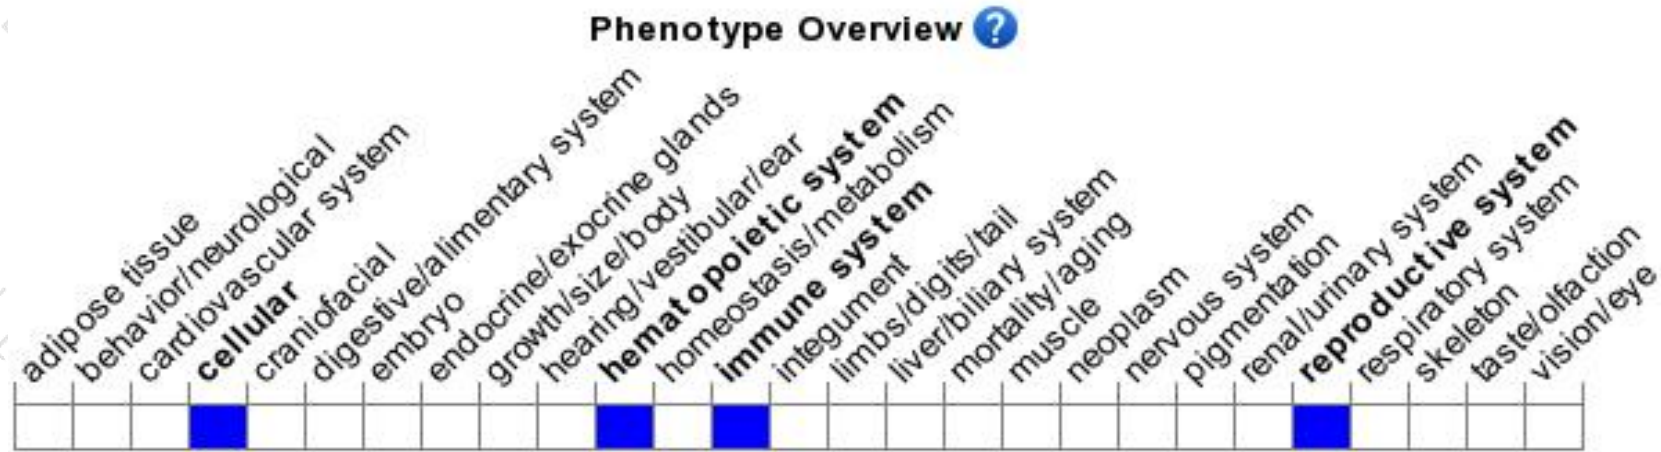 Phenotype Overview ?
adipose tissue
behavior/neurological
cardiovascular system
cellular
craniofacial
digestive/alimentary system
embryo
endocrine/exocrine glands
growth/size/body
hearing/vestibular/ear
hematopoietic system
homeostasis/metabolism
immune system
integument
limbs/digits/tail
liver/biliary system
mortality/aging
muscle
neoplasm
nervous system
pigmentation
renal/urinary system
reproductive system
respiratory system
skeleton
taste/olfaction
vision/eye